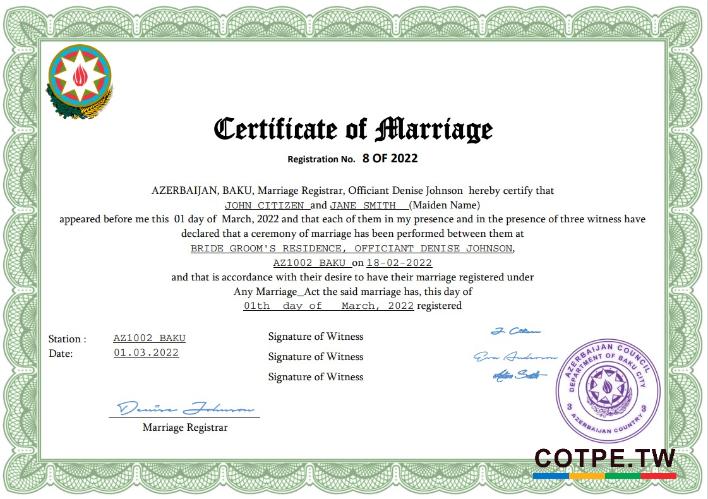 Certificate of Marriage
Registration No. 8 OF 2022
AZERBAIJAN, BAKU, Marriage Registrar, Officiant Denise Johnson hereby certify that
JOHN CITIZEN and JANE SMITH (Maiden Name)
appeared before me this 01 day of March, 2022 and that each of them in my presence and in the presence of three witness have
declared that a ceremony of marriage has been performed between them at
BRIDE GROOM'S RESIDENCE, OFFICIANT DENISE JOHNSON,
AZ1002 BAKU on 18-02-2022
and that is accordance with their desire to have their marriage registered under
Any Marriage_Act the said marriage has, this day of
01th day of March, 2022 registered
Station : AZ1002 BAKU
Date: 01.03.2022
Signature of Witness J. Citizen
Signature of Witness Eva Anderson
Signature of Witness
Denise Johnson
Marriage Registrar
AZERBAIJAN COUNCIL
DEPARTMENT OF BAKU CITY
3 3
AZERBAIJAN COUNTRY
COTPE.TW